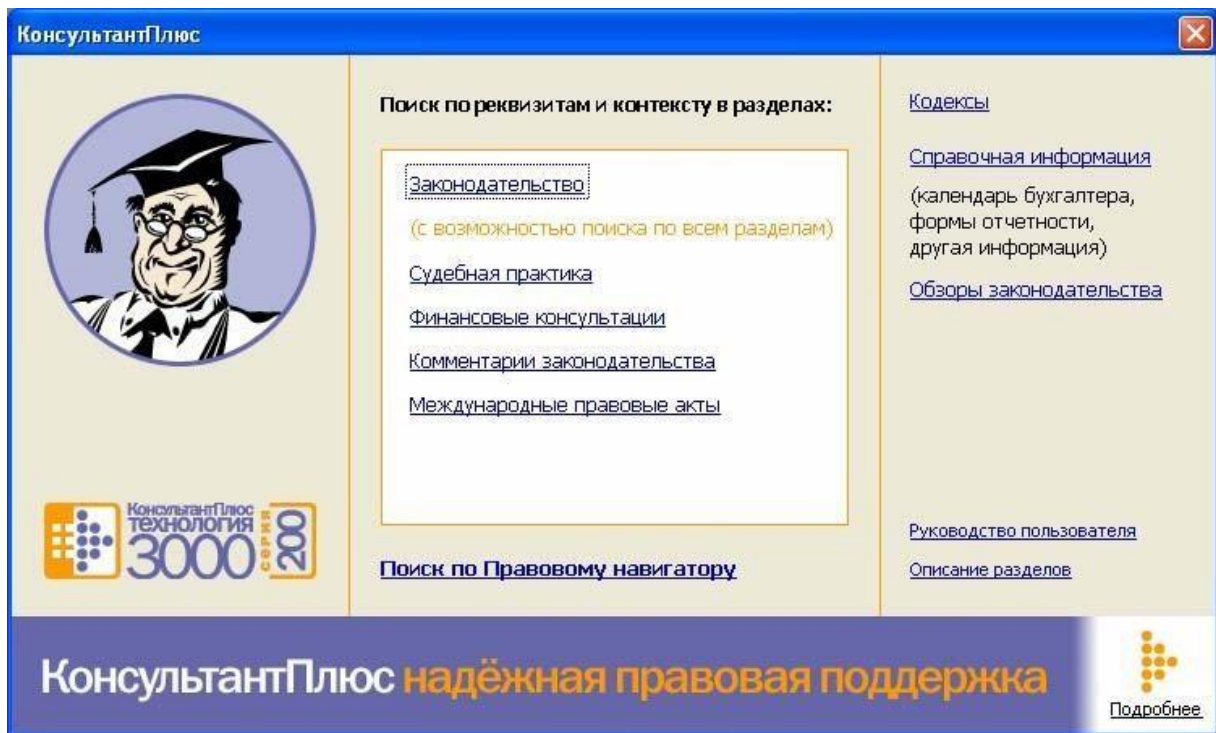 КонсультантПлюс
Поиск по реквизитам и контексту в разделах:
Законодательство
(с возможностью поиска по всем разделам)
Судебная практика
Финансовые консультации
Комментарии законодательства
Международные правовые акты
Поиск по Правовому навигатору
Кодексы
Справочная информация
(календарь бухгалтера,
формы отчетности,
другая информация)
Обзоры законодательства
Руководство пользователя
Описание разделов
КонсультантПлюс
ТЕХНОЛОГИЯ
3000
серия
200
КонсультантПлюс надёжная правовая поддержка
Подробнее